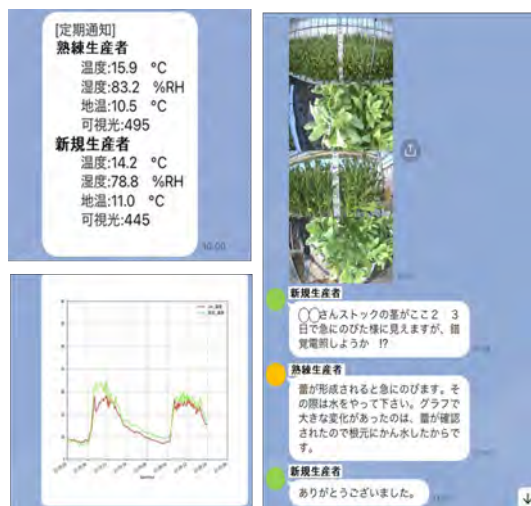 [定期通知]
熟練生産者
温度:15.9 °C
湿度:83.2 %RH
地温:10.5 °C
可視光:495
新規生産者
温度:14.2 °C
湿度:78.8 %RH
地温:11.0 °C
可視光:445
10:00
新規生産者
◯◯さんストックの茎がここ2 3
日で急にのびた様に見えますが、錯
覚電照しようか !?
熟練生産者
蕾が形成されると急にのびます。そ
の際は水をやって下さい。グラフで
大きな変化があったのは、蕾が確認
されたので根元にかん水したからで
す。
新規生産者
ありがとうございました。